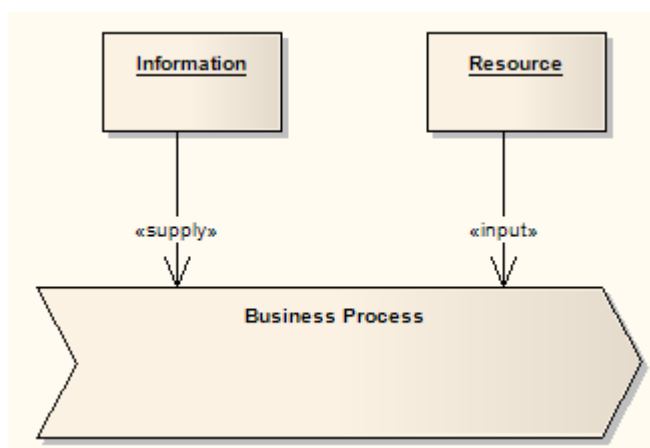 Information
Resource
«supply»
«input»
Business Process